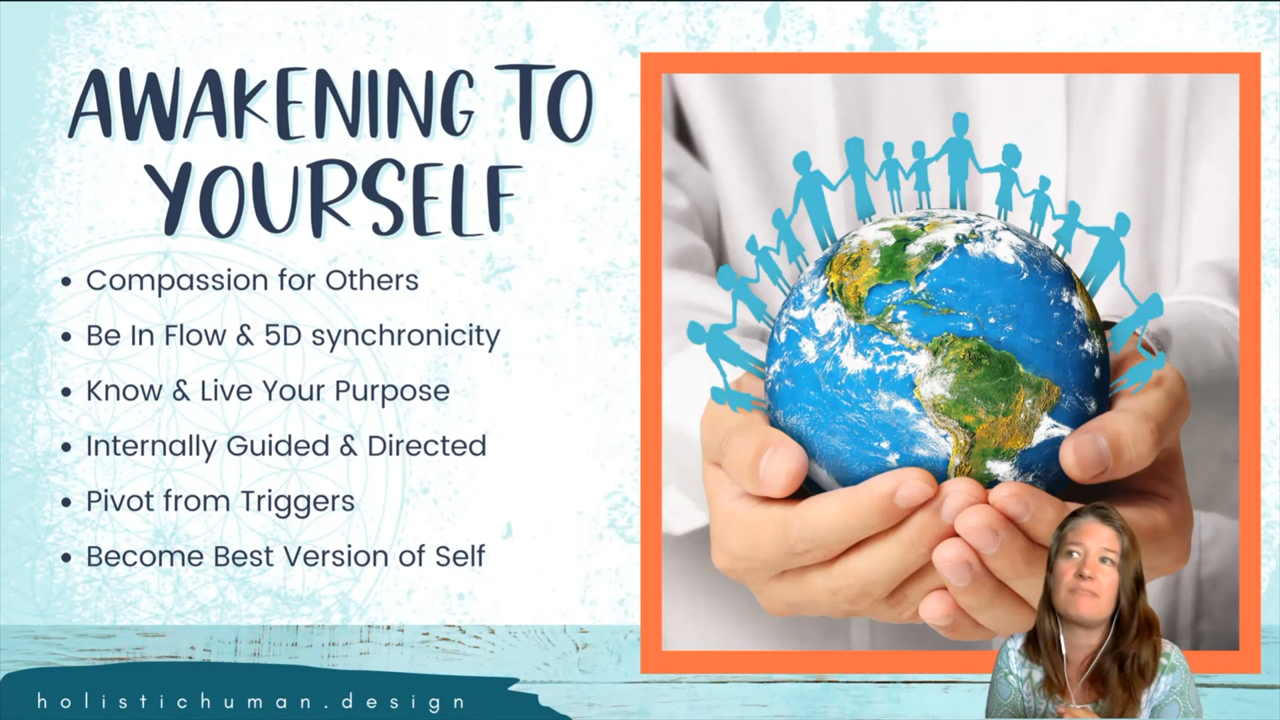 AWAKENING TO
YOURSELF
• Compassion for Others
• Be In Flow & 5D synchronicity
• Know & Live Your Purpose
• Internally Guided & Directed
• Pivot from Triggers
• Become Best Version of Self
holistichuman.design